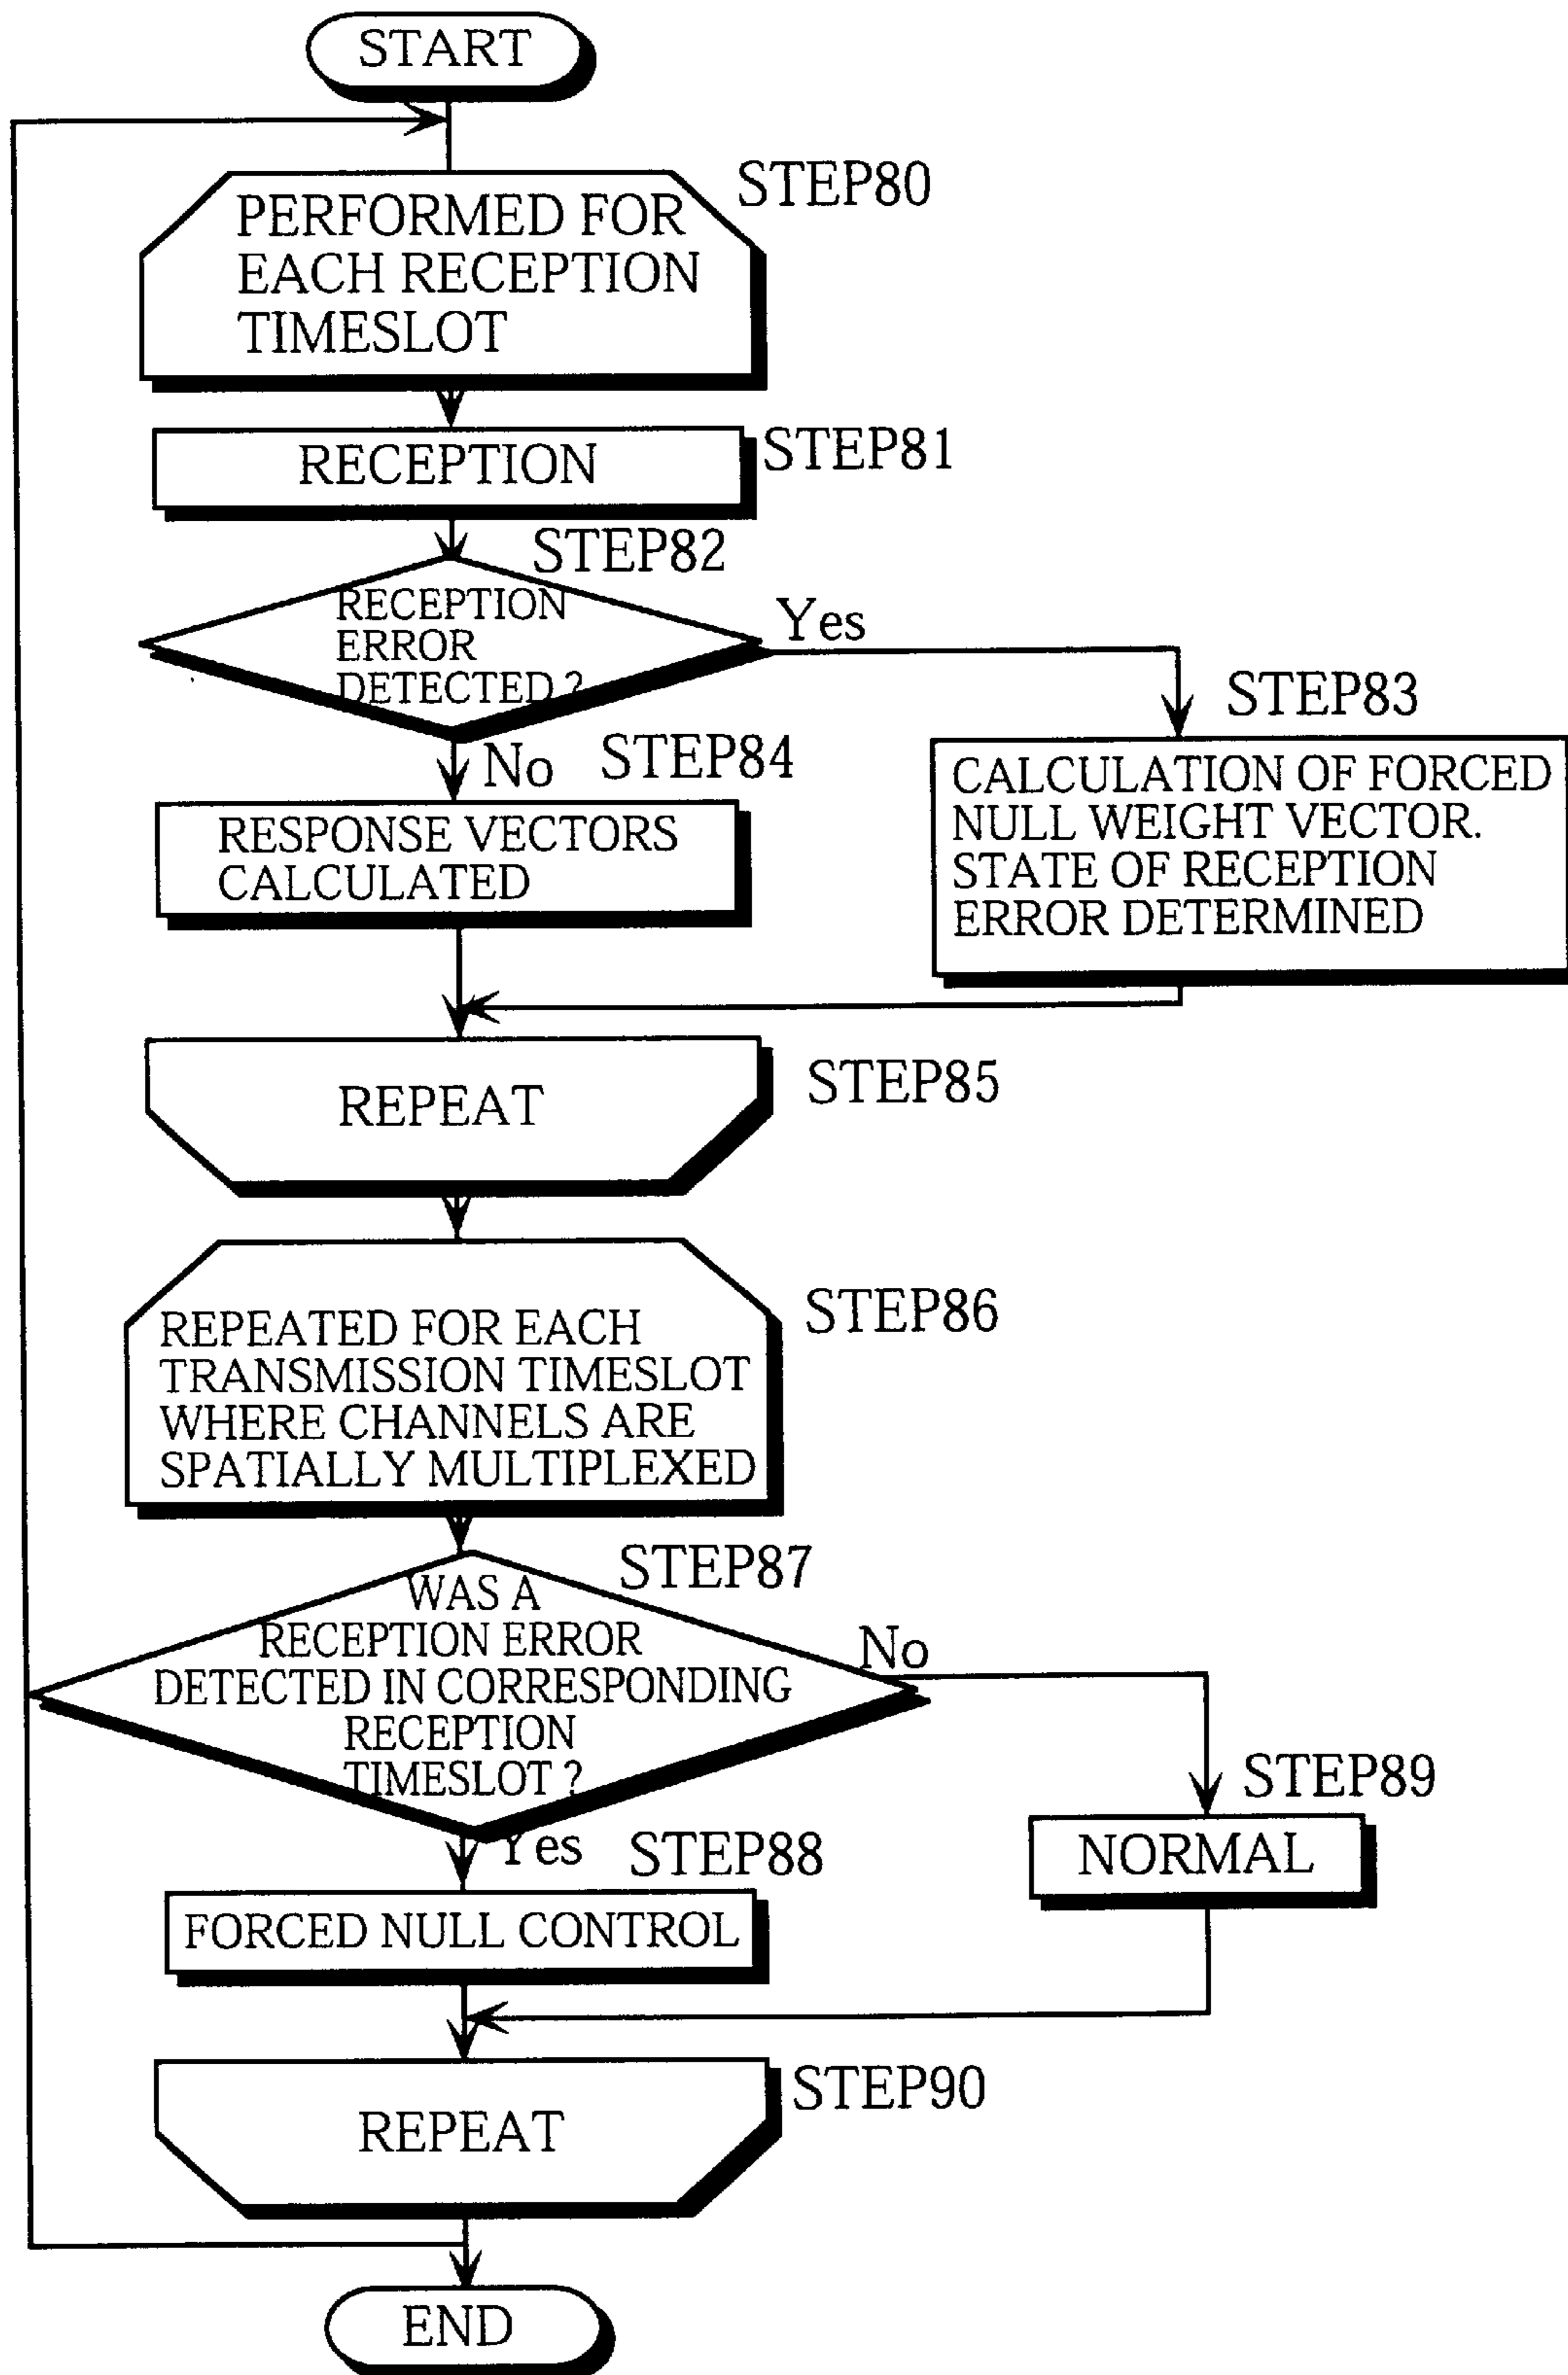 START
STEP80
PERFORMED FOR
EACH RECEPTION
TIMESLOT
STEP81
RECEPTION
STEP82
RECEPTION
ERROR
DETECTED ?
Yes
STEP83
CALCULATION OF FORCED
NULL WEIGHT VECTOR.
STATE OF RECEPTION
ERROR DETERMINED
No
STEP84
RESPONSE VECTORS
CALCULATED
STEP85
REPEAT
STEP86
REPEATED FOR EACH
TRANSMISSION TIMESLOT
WHERE CHANNELS ARE
SPATIALLY MULTIPLEXED
STEP87
WAS A
RECEPTION ERROR
DETECTED IN CORRESPONDING
RECEPTION
TIMESLOT ?
No
STEP89
NORMAL
Yes
STEP88
FORCED NULL CONTROL
STEP90
REPEAT
END